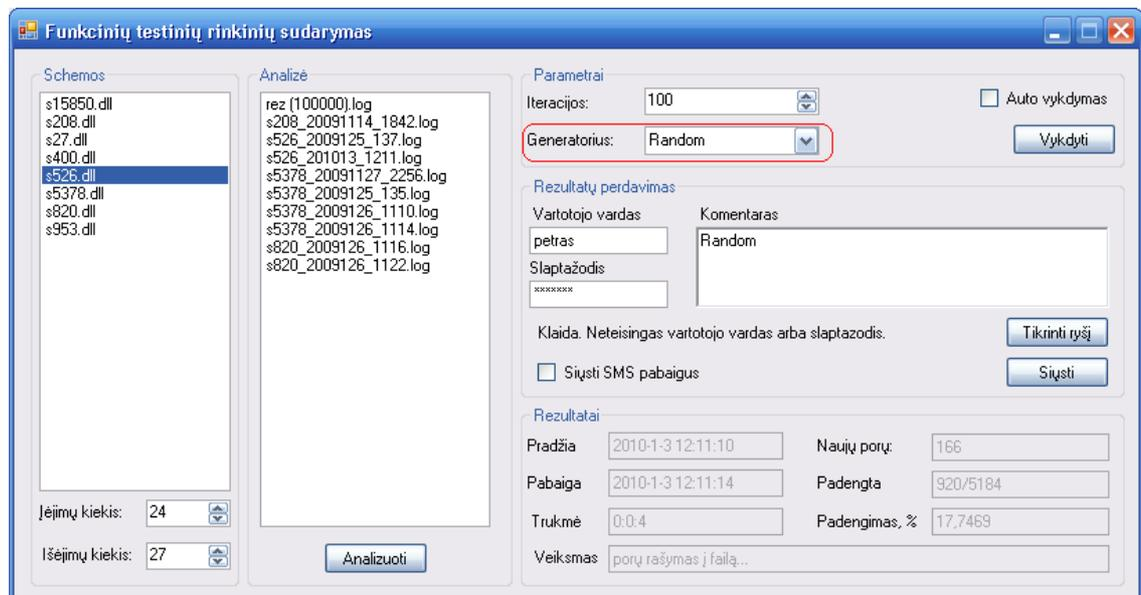 Funkcinių testinių rinkinių sudarymas
Schemos
s15850.dll
s208.dll
s27.dll
s400.dll
s526.dll
s5378.dll
s820.dll
s953.dll
Įėjimų kiekis: 24
Išėjimų kiekis: 27
Analizė
rez (100000).log
s208_20091114_1842.log
s526_2009125_137.log
s526_201013_1211.log
s5378_20091127_2256.log
s5378_2009125_135.log
s5378_2009126_1110.log
s5378_2009126_1114.log
s820_2009126_1116.log
s820_2009126_1122.log
Analizuoti
Parametrai
Iteracijos: 100
Auto vykdymas
Generatorius: Random
Vykdyti
Rezultatų perdavimas
Vartotojo vardas
Komentaras
petras
Random
Slaptažodis
*******
Klaida. Neteisingas vartotojo vardas arba slaptazodis.
Tikrinti ryšį
Siųsti SMS pabaigus
Siųsti
Rezultatai
Pradžia 2010-1-3 12:11:10
Naujų porų: 166
Pabaiga 2010-1-3 12:11:14
Padengta 920/5184
Trukmė 0:0:4
Padengimas, % 17,7469
Veiksmas porų rašymas į failą...